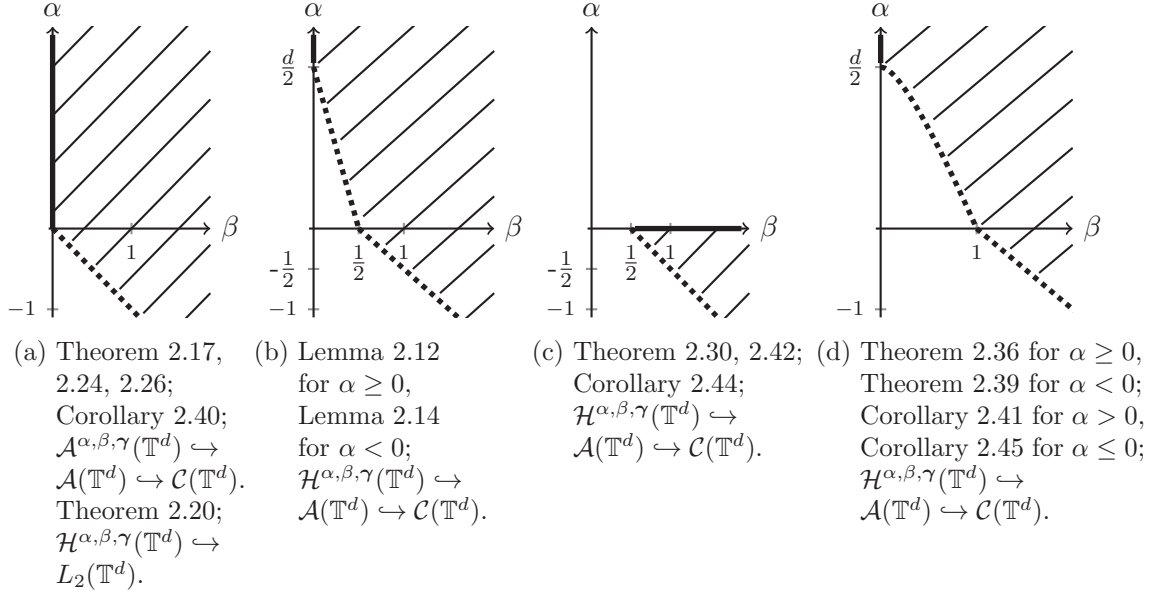 α
β
1
−1
α
β
d/2
1/2
1
-1/2
−1
α
β
1/2
1
-1/2
−1
α
d/2
β
1
−1
(a) Theorem 2.17,
2.24, 2.26;
Corollary 2.40;
𝒜^{α,β,𝜸}(𝕋^d) ↪
𝒜(𝕋^d) ↪ 𝒞(𝕋^d).
Theorem 2.20;
ℋ^{α,β,𝜸}(𝕋^d) ↪
L_2(𝕋^d).
(b) Lemma 2.12
for α ≥ 0,
Lemma 2.14
for α < 0;
ℋ^{α,β,𝜸}(𝕋^d) ↪
𝒜(𝕋^d) ↪ 𝒞(𝕋^d).
(c) Theorem 2.30, 2.42;
Corollary 2.44;
ℋ^{α,β,𝜸}(𝕋^d) ↪
𝒜(𝕋^d) ↪ 𝒞(𝕋^d).
(d) Theorem 2.36 for α ≥ 0,
Theorem 2.39 for α < 0;
Corollary 2.41 for α > 0,
Corollary 2.45 for α ≤ 0;
ℋ^{α,β,𝜸}(𝕋^d) ↪
𝒜(𝕋^d) ↪ 𝒞(𝕋^d).